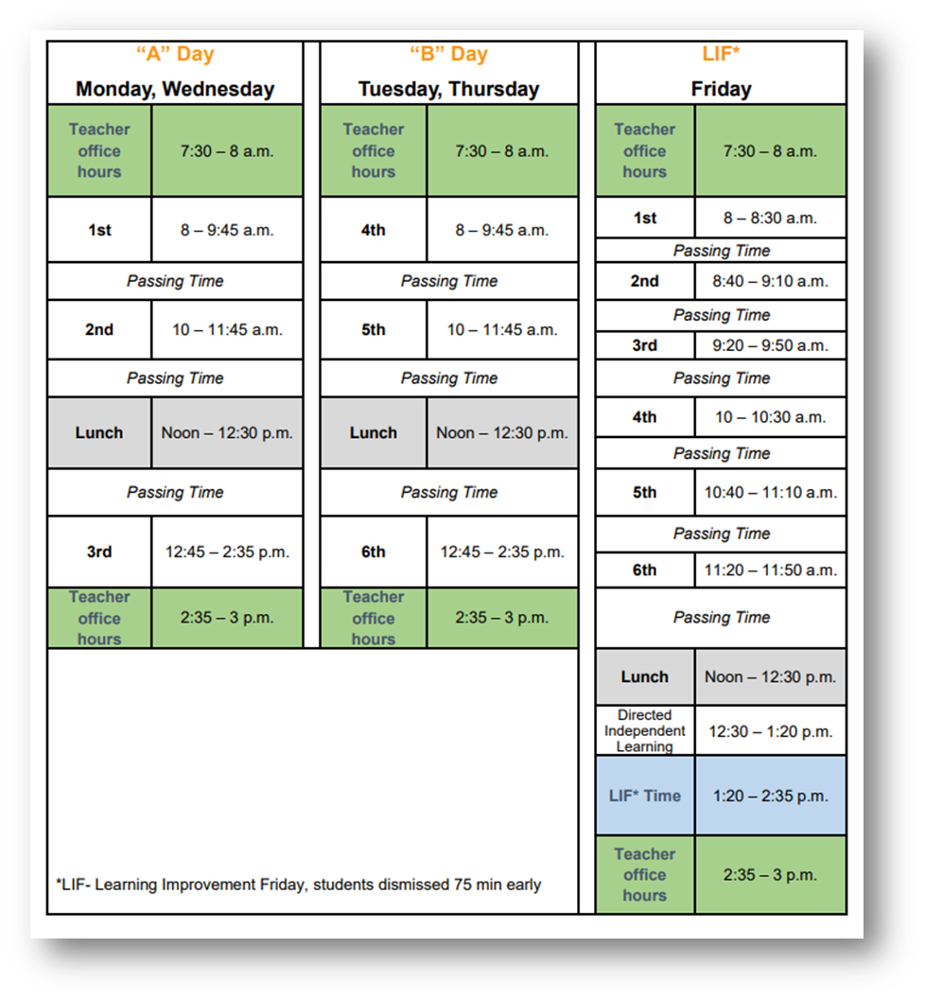 “A” Day
Monday, Wednesday
Teacher
office
hours
7:30 – 8 a.m.
1st
8 – 9:45 a.m.
Passing Time
2nd
10 – 11:45 a.m.
Passing Time
Lunch
Noon – 12:30 p.m.
Passing Time
3rd
12:45 – 2:35 p.m.
Teacher
office
hours
2:35 – 3 p.m.
“B” Day
Tuesday, Thursday
Teacher
office
hours
7:30 – 8 a.m.
4th
8 – 9:45 a.m.
Passing Time
5th
10 – 11:45 a.m.
Passing Time
Lunch
Noon – 12:30 p.m.
Passing Time
6th
12:45 – 2:35 p.m.
Teacher
office
hours
2:35 – 3 p.m.
LIF*
Friday
Teacher
office
hours
7:30 – 8 a.m.
1st
8 – 8:30 a.m.
Passing Time
2nd
8:40 – 9:10 a.m.
Passing Time
3rd
9:20 – 9:50 a.m.
Passing Time
4th
10 – 10:30 a.m.
Passing Time
5th
10:40 – 11:10 a.m.
Passing Time
6th
11:20 – 11:50 a.m.
Passing Time
Lunch
Noon – 12:30 p.m.
Directed
Independent
Learning
12:30 – 1:20 p.m.
LIF* Time
1:20 – 2:35 p.m.
Teacher
office
hours
2:35 – 3 p.m.
*LIF- Learning Improvement Friday, students dismissed 75 min early